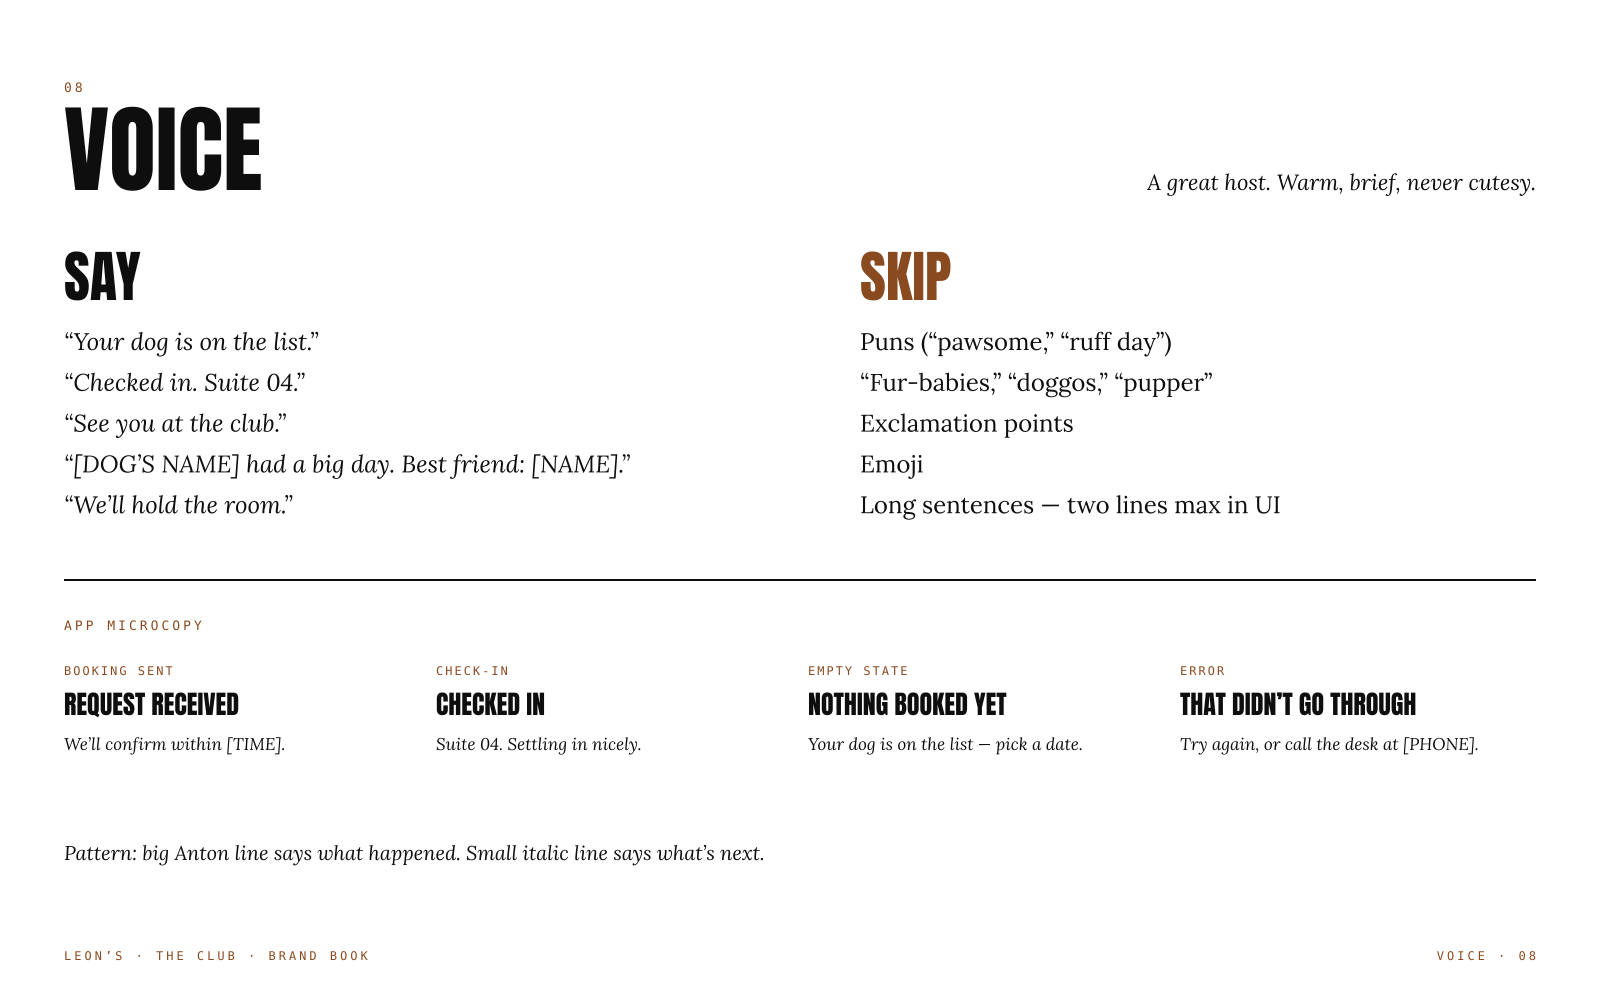 08
VOICE
A great host. Warm, brief, never cutesy.
SAY
“Your dog is on the list.”
“Checked in. Suite 04.”
“See you at the club.”
“[DOG’S NAME] had a big day. Best friend: [NAME].”
“We’ll hold the room.”
SKIP
Puns (“pawsome,” “ruff day”)
“Fur-babies,” “doggos,” “pupper”
Exclamation points
Emoji
Long sentences — two lines max in UI
APP MICROCOPY
BOOKING SENT
REQUEST RECEIVED
We’ll confirm within [TIME].
CHECK-IN
CHECKED IN
Suite 04. Settling in nicely.
EMPTY STATE
NOTHING BOOKED YET
Your dog is on the list — pick a date.
ERROR
THAT DIDN’T GO THROUGH
Try again, or call the desk at [PHONE].
Pattern: big Anton line says what happened. Small italic line says what’s next.
LEON’S · THE CLUB · BRAND BOOK
VOICE · 08